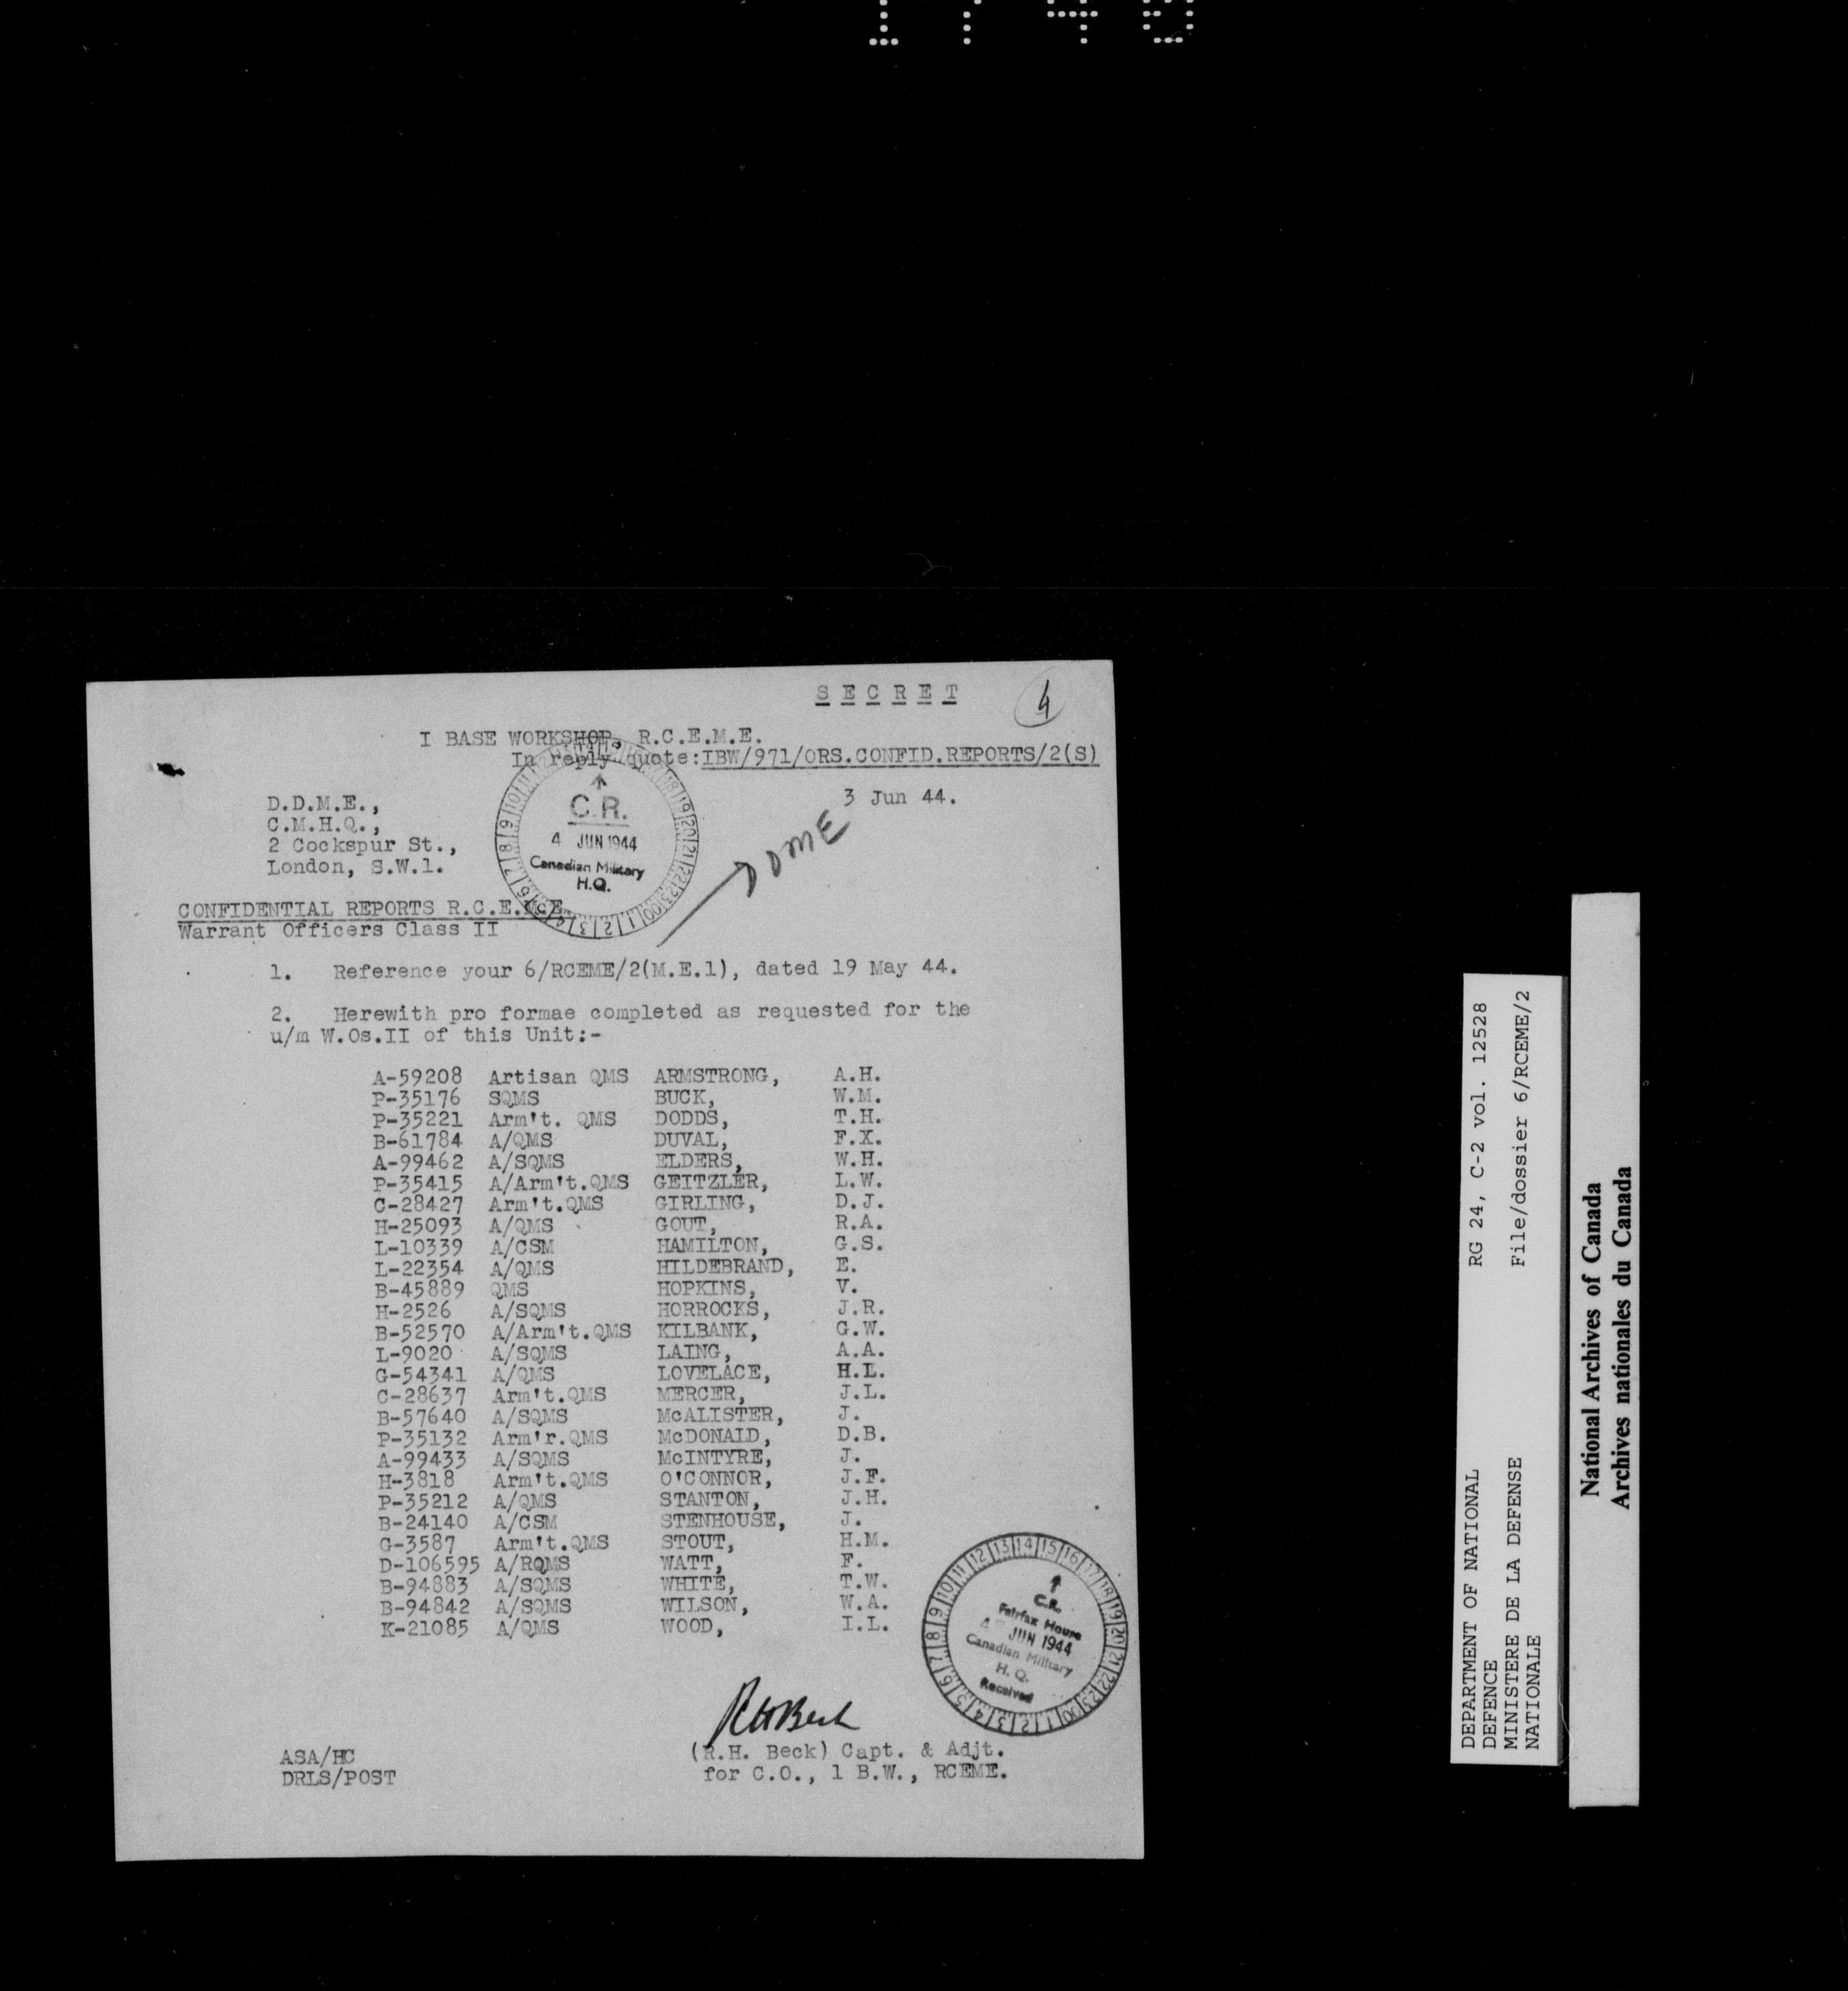 1740
S E C R E T
4
I BASE WORKSHOP R.C.E.M.E.
In reply quote:IBW/971/ORS.CONFID.REPORTS/2(S)
3 Jun 44.
D.D.M.E.,
C.M.H.Q.,
2 Cockspur St.,
London, S.W.1.
C.R.
4 JUN 1944
Canadian Military
H.Q.
DDME
CONFIDENTIAL REPORTS R.C.E.M.E.
Warrant Officers Class II
1. Reference your 6/RCEME/2(M.E.1), dated 19 May 44.
2. Herewith pro formae completed as requested for the
u/m W.Os.II of this Unit:-
A-59208 Artisan QMS ARMSTRONG, A.H.
P-35176 SQMS BUCK, W.M.
P-35221 Arm't. QMS DODDS, T.H.
B-61784 A/QMS DUVAL, F.X.
A-99462 A/SQMS ELDERS, W.H.
P-35415 A/Arm't.QMS GEITZLER, L.W.
C-28427 Arm't.QMS GIRLING, D.J.
H-25093 A/QMS GOUT, R.A.
L-10339 A/CSM HAMILTON, G.S.
L-22354 A/QMS HILDEBRAND, E.
B-45889 QMS HOPKINS, V.
H-2526 A/SQMS HORROCKS, J.R.
B-52570 A/Arm't.QMS KILBANK, G.W.
L-9020 A/SQMS LAING, A.A.
G-54341 A/QMS LOVELACE, H.L.
C-28637 Arm't.QMS MERCER, J.L.
B-57640 A/SQMS McALISTER, J.
P-35132 Arm'r.QMS McDONALD, D.B.
A-99433 A/SQMS McINTYRE, J.
H-3818 Arm't.QMS O'CONNOR, J.F.
P-35212 A/QMS STANTON, J.H.
B-24140 A/CSM STENHOUSE, J.
G-3587 Arm't.QMS STOUT, H.M.
D-106595 A/RQMS WATT, F.
B-94883 A/SQMS WHITE, T.W.
B-94842 A/SQMS WILSON, W.A.
K-21085 A/QMS WOOD, I.L.
C.R.
Fairfax House
4 JUN 1944
Canadian Military
H. Q.
Received
RHBeck
(R.H. Beck) Capt. & Adjt.
for C.O., 1 B.W., RCEME.
ASA/HC
DRLS/POST
DEPARTMENT OF NATIONAL
DEFENCE
MINISTERE DE LA DEFENSE
NATIONALE
RG 24, C-2 vol. 12528
File/dossier 6/RCEME/2
National Archives of Canada
Archives nationales du Canada